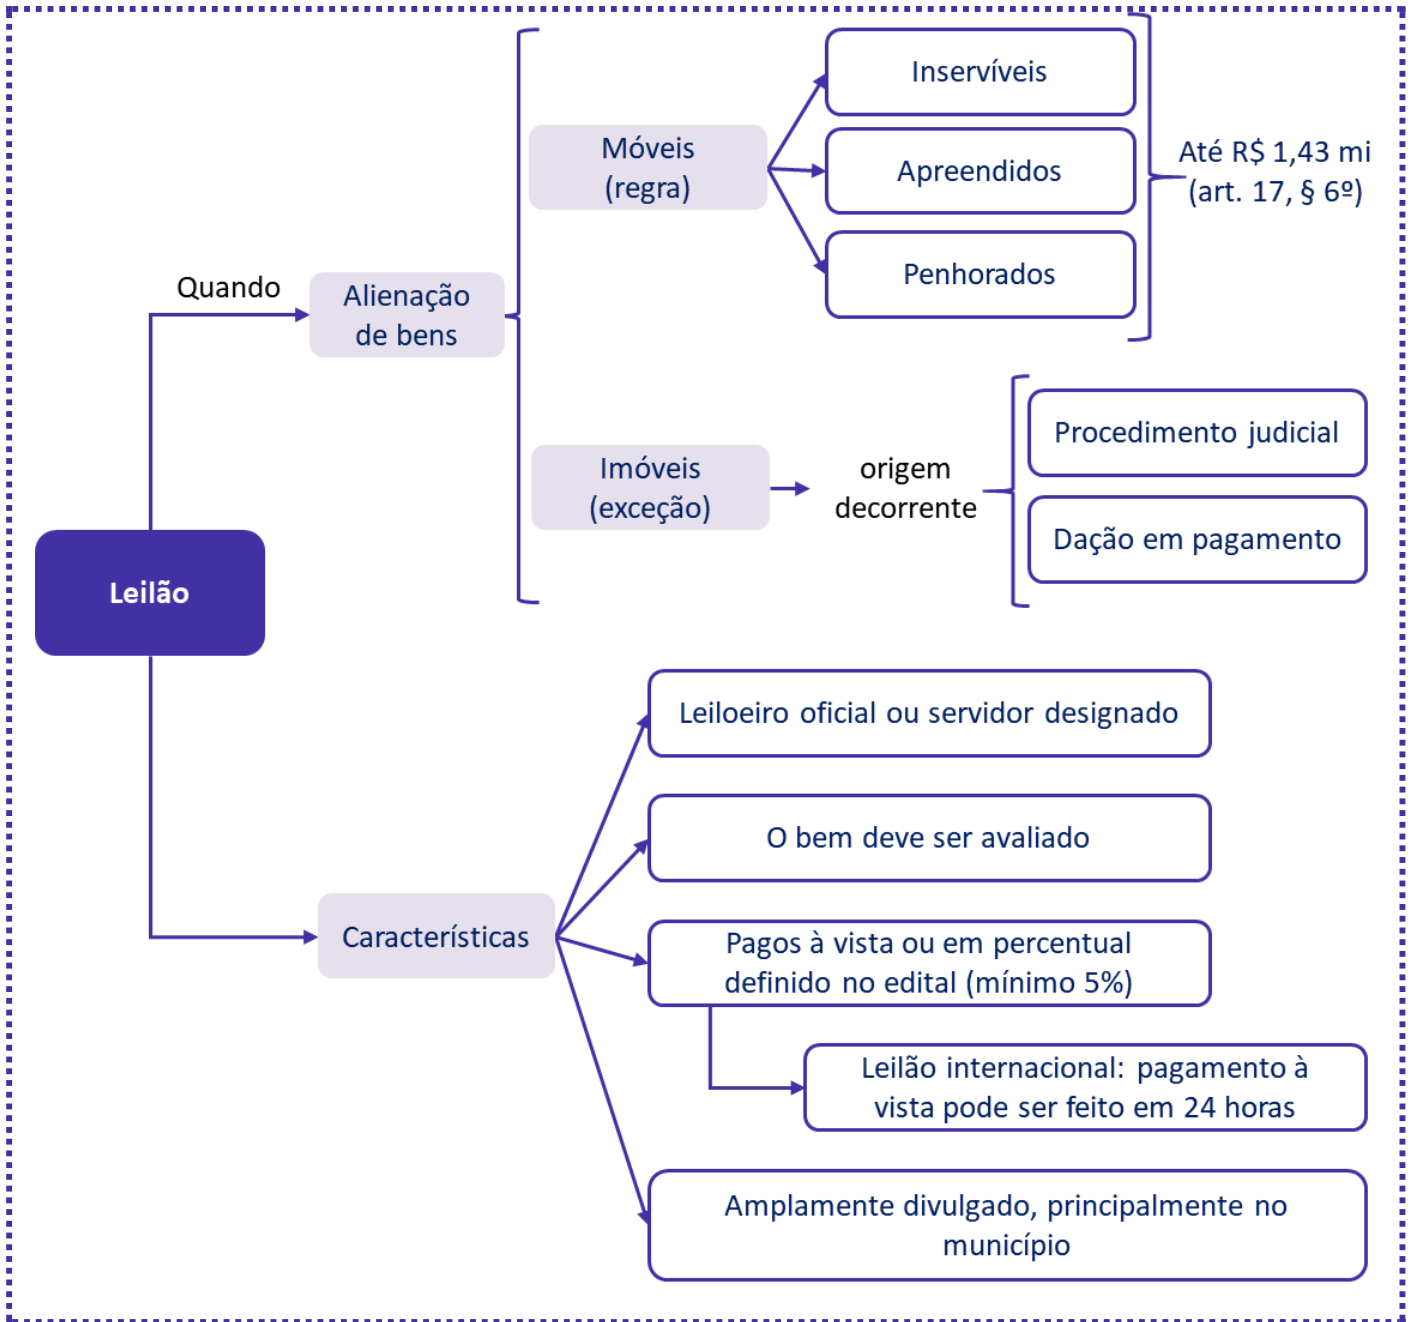 Inservíveis
Móveis
(regra)
Apreendidos
Até R$ 1,43 mi
(art. 17, § 6º)
Penhorados
Quando
Alienação
de bens
Procedimento judicial
Imóveis
(exceção)
origem
decorrente
Dação em pagamento
Leilão
Leiloeiro oficial ou servidor designado
O bem deve ser avaliado
Características
Pagos à vista ou em percentual
definido no edital (mínimo 5%)
Leilão internacional: pagamento à
vista pode ser feito em 24 horas
Amplamente divulgado, principalmente no
município